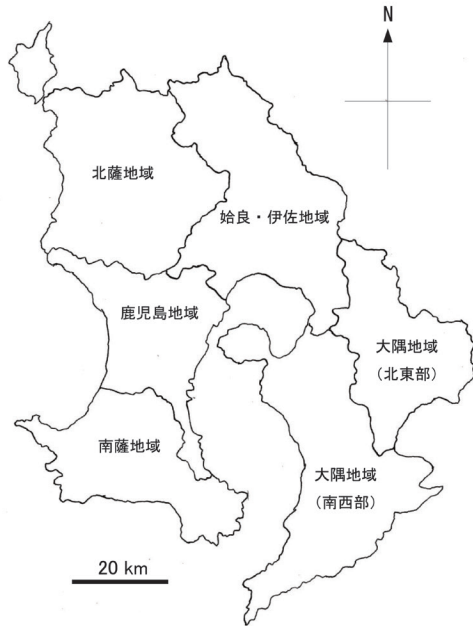 N
北薩地域
姶良・伊佐地域
鹿児島地域
大隅地域
（北東部）
南薩地域
大隅地域
（南西部）
20 km